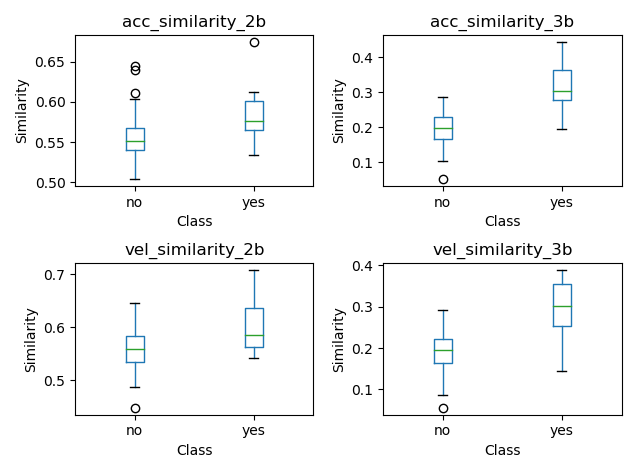 acc_similarity_2b
0.65
0.60
0.55
0.50
Similarity
no
yes
Class
acc_similarity_3b
0.4
0.3
0.2
0.1
Similarity
no
yes
Class
vel_similarity_2b
0.7
0.6
0.5
Similarity
no
yes
Class
vel_similarity_3b
0.4
0.3
0.2
0.1
Similarity
no
yes
Class